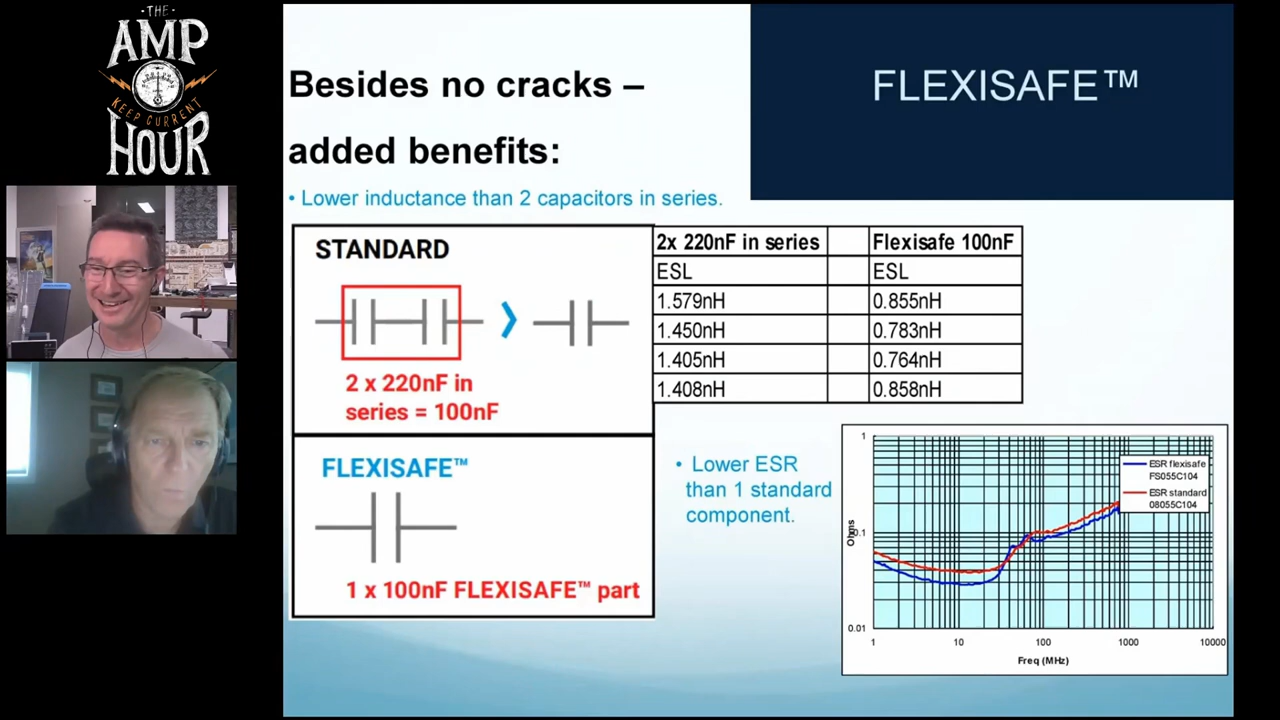 ·THE·
AMP
KEEP CURRENT
HOUR
Besides no cracks –
added benefits:
FLEXISAFE™
• Lower inductance than 2 capacitors in series.
STANDARD
2 x 220nF in
series = 100nF
FLEXISAFE™
1 x 100nF FLEXISAFE™ part
2x 220nF in series Flexisafe 100nF
ESL ESL
1.579nH 0.855nH
1.450nH 0.783nH
1.405nH 0.764nH
1.408nH 0.858nH
• Lower ESR
than 1 standard
component.
ESR flexisafe
FS055C104
ESR standard
08055C104
Ohms
1
0.1
0.01
1 10 100 1000 10000
Freq (MHz)